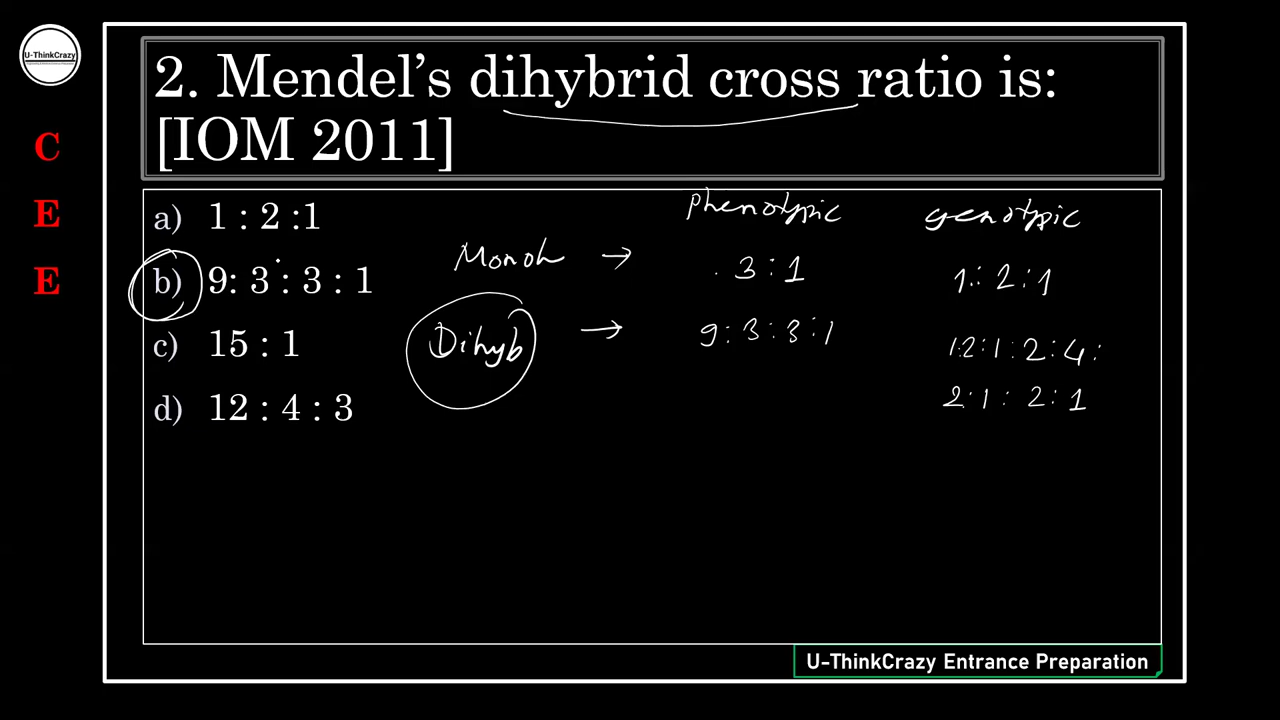 U-ThinkCrazy
C
E
E
2. Mendel’s dihybrid cross ratio is:
[IOM 2011]
a) 1 : 2 :1
b) 9: 3 : 3 : 1
c) 15 : 1
d) 12 : 4 : 3
phenotypic genotypic
Monoh → 3 : 1 1 : 2 : 1
Dihyb → 9 : 3 : 3 : 1 1:2:1:2:4:
2:1:2:1
U-ThinkCrazy Entrance Preparation